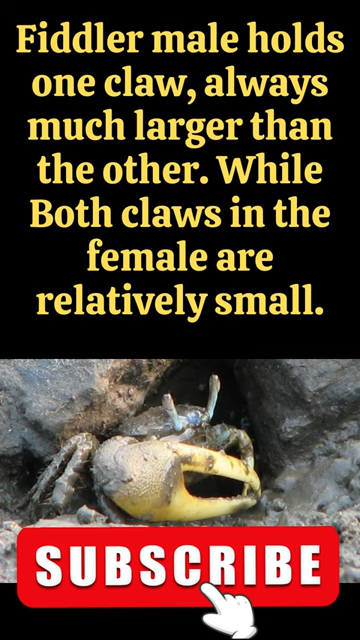 Fiddler male holds
one claw, always
much larger than
the other. While
Both claws in the
female are
relatively small.
SUBSCRIBE